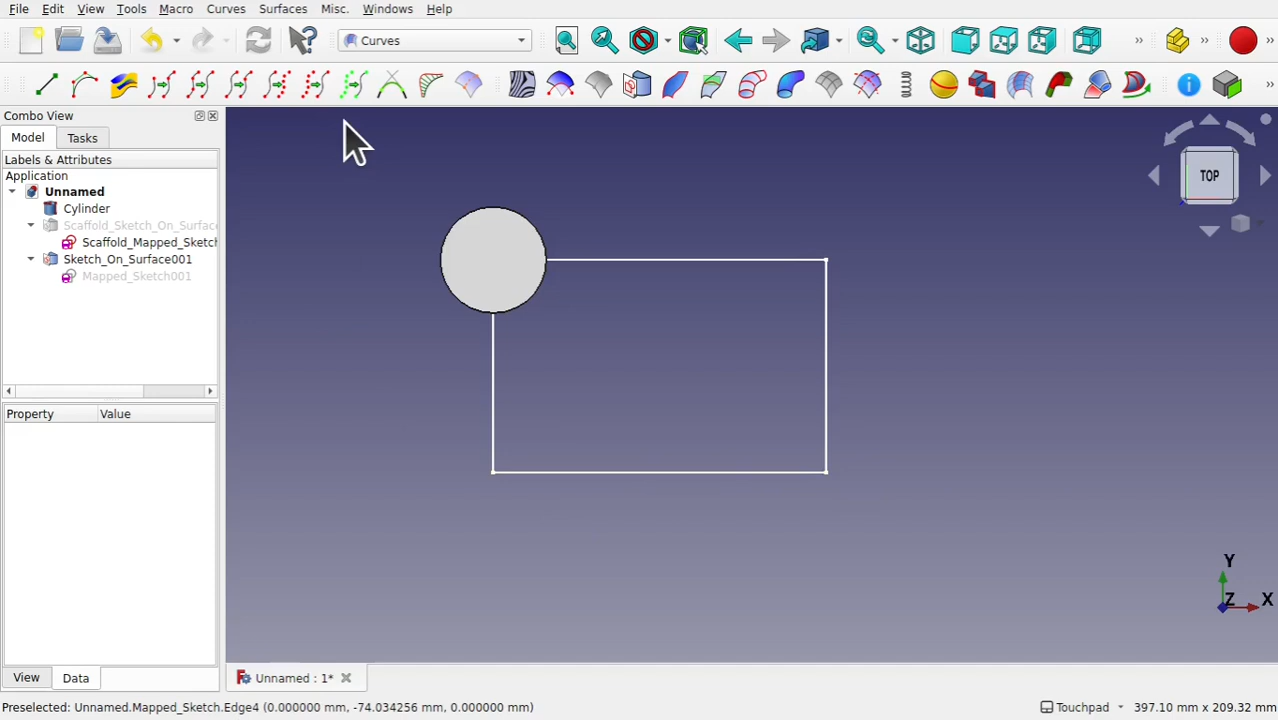 File Edit View Tools Macro Curves Surfaces Misc. Windows Help
Curves
Combo View
Model Tasks
Labels & Attributes
Application
Unnamed
Cylinder
Scaffold_Sketch_On_Surface
Scaffold_Mapped_Sketch
Sketch_On_Surface001
Mapped_Sketch001
Property Value
View Data
TOP
Y
Z X
Unnamed : 1*
Preselected: Unnamed.Mapped_Sketch.Edge4 (0.000000 mm, -74.034256 mm, 0.000000 mm)
Touchpad 397.10 mm x 209.32 mm